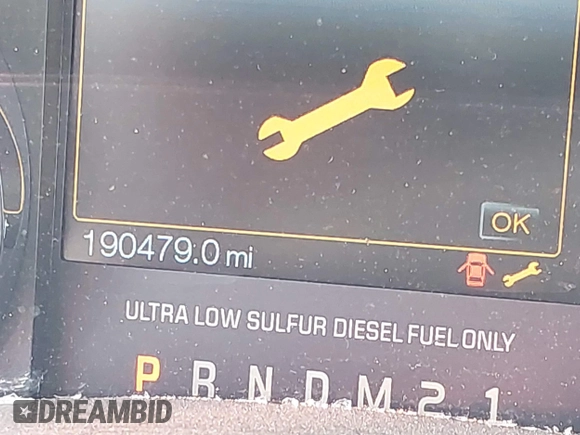 OK
190479.0 mi
ULTRA LOW SULFUR DIESEL FUEL ONLY
P R N D M 2 1
DREAMBID